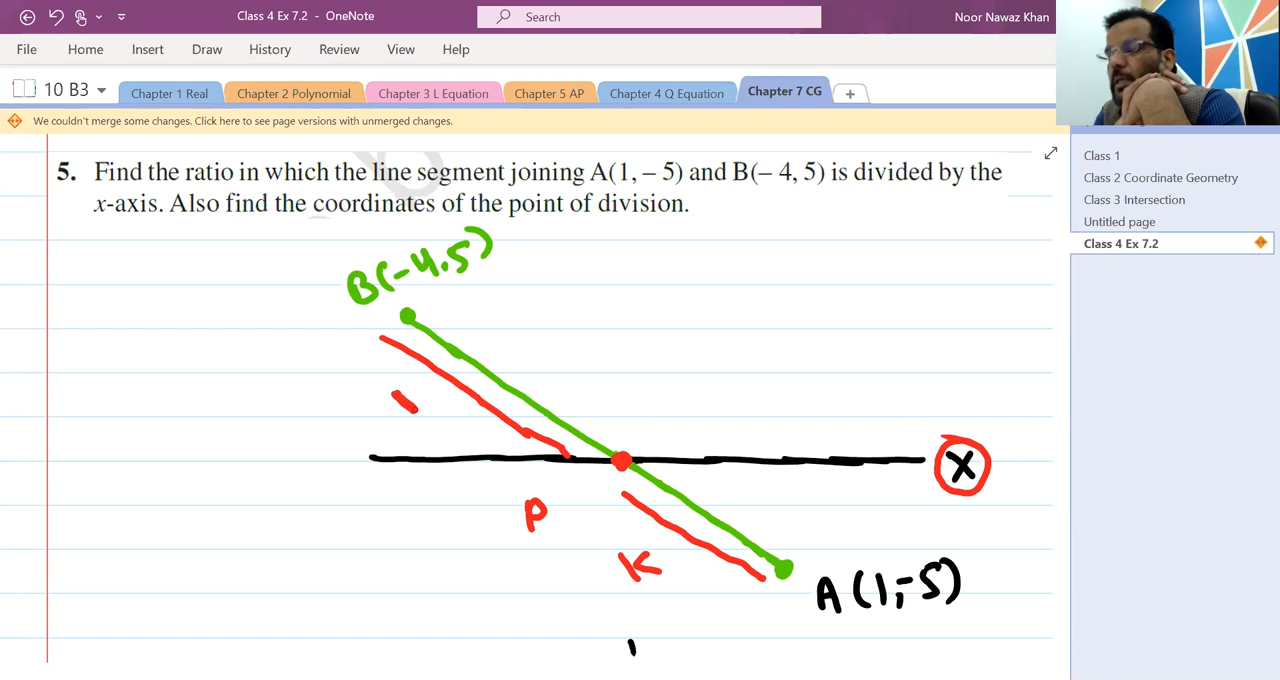 Class 4 Ex 7.2 - OneNote
Search
Noor Nawaz Khan
File Home Insert Draw History Review View Help
10 B3
Chapter 1 Real
Chapter 2 Polynomial
Chapter 3 L Equation
Chapter 5 AP
Chapter 4 Q Equation
Chapter 7 CG
We couldn't merge some changes. Click here to see page versions with unmerged changes.
Class 1
Class 2 Coordinate Geometry
Class 3 Intersection
Untitled page
Class 4 Ex 7.2
5. Find the ratio in which the line segment joining A(1, – 5) and B(– 4, 5) is divided by the
x-axis. Also find the coordinates of the point of division.
B(-4,5)
1
X
P
K
A(1,-5)